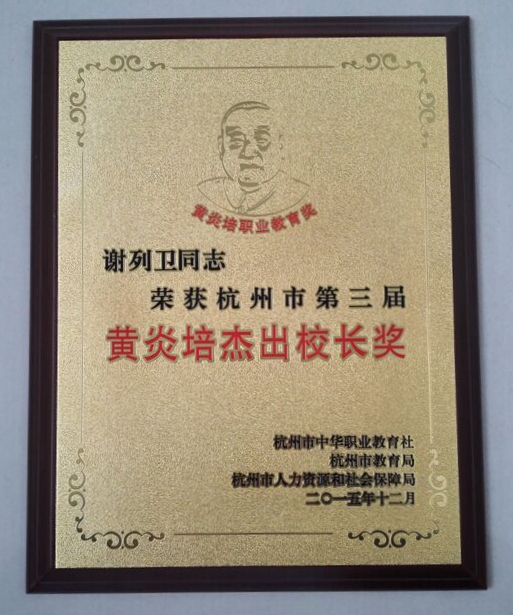 黄炎培职业教育奖
谢列卫同志
荣获杭州市第三届
黄炎培杰出校长奖
杭州市中华职业教育社
杭州市教育局
杭州市人力资源和社会保障局
二〇一五年十二月